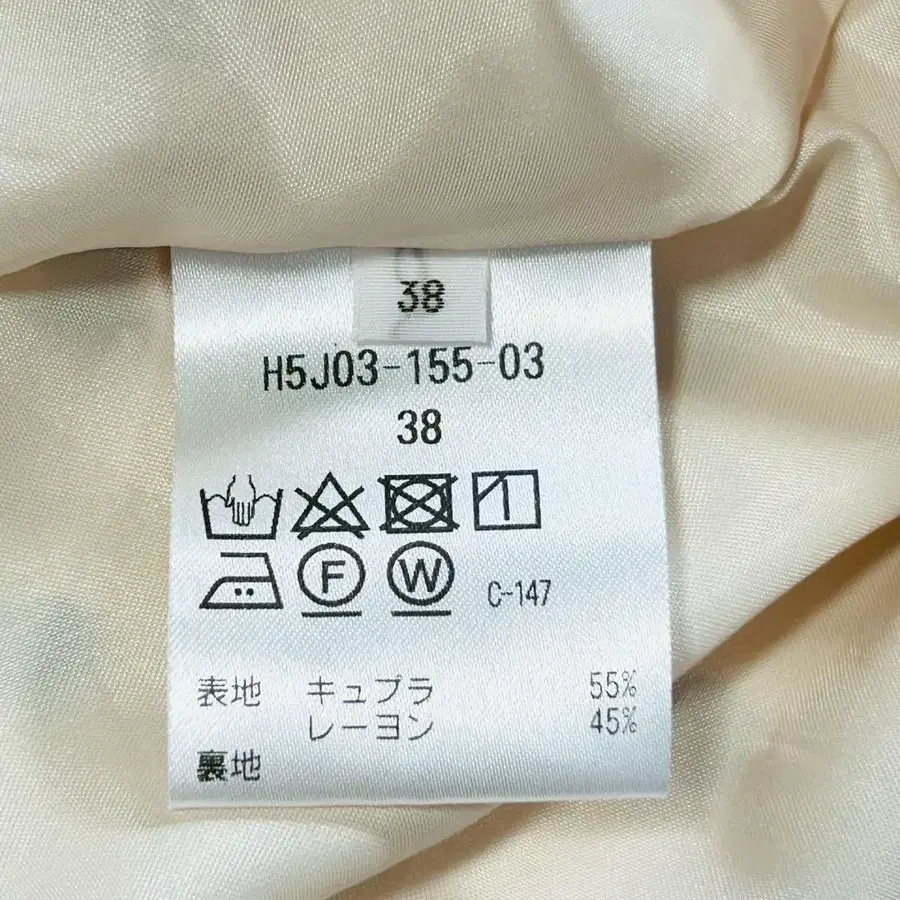 38
H5J03-155-03
38
F W C-147
表地 キュプラ 55%
レーヨン 45%
裏地